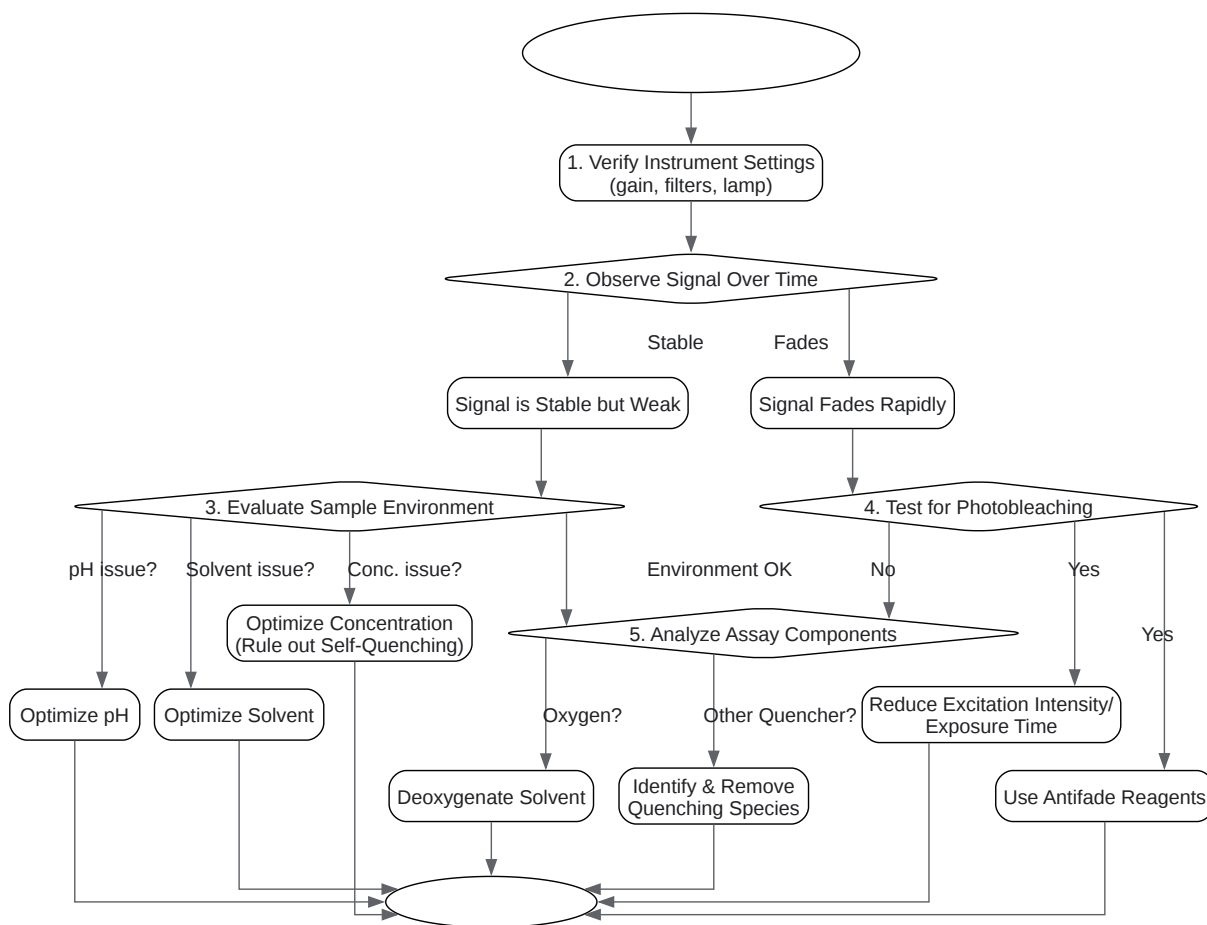 1. Verify Instrument Settings
(gain, filters, lamp)
2. Observe Signal Over Time
Stable
Fades
Signal is Stable but Weak
Signal Fades Rapidly
3. Evaluate Sample Environment
4. Test for Photobleaching
pH issue?
Solvent issue?
Conc. issue?
Environment OK
No
Yes
Optimize Concentration
(Rule out Self-Quenching)
5. Analyze Assay Components
Yes
Optimize pH
Optimize Solvent
Oxygen?
Other Quencher?
Reduce Excitation Intensity/
Exposure Time
Deoxygenate Solvent
Identify & Remove
Quenching Species
Use Antifade Reagents